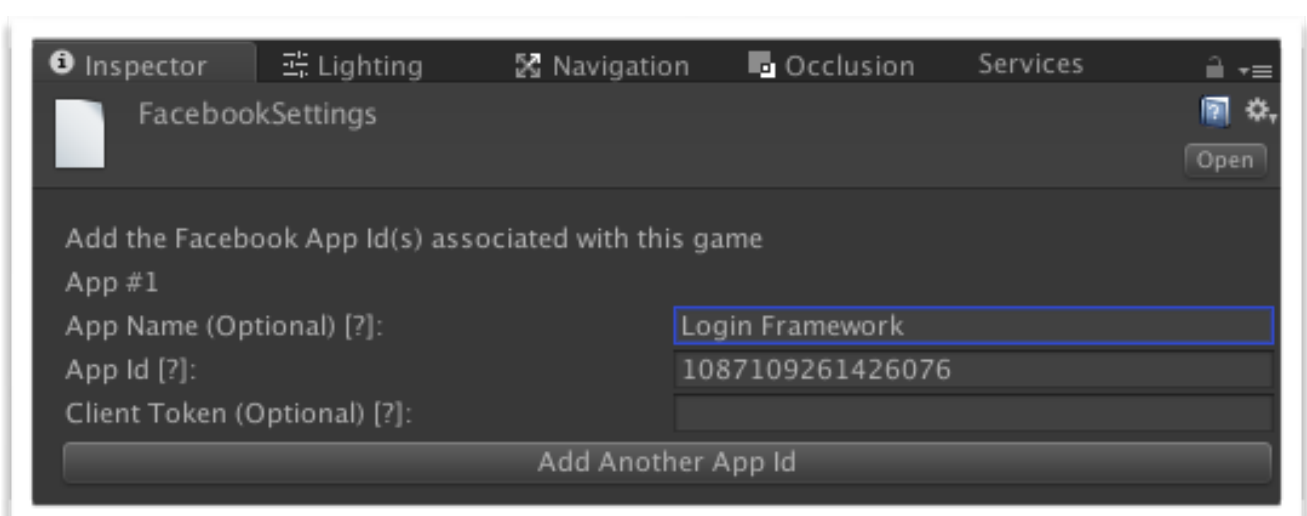 Inspector Lighting Navigation Occlusion Services
FacebookSettings
Open
Add the Facebook App Id(s) associated with this game
App #1
App Name (Optional) [?]: Login Framework
App Id [?]: 1087109261426076
Client Token (Optional) [?]:
Add Another App Id